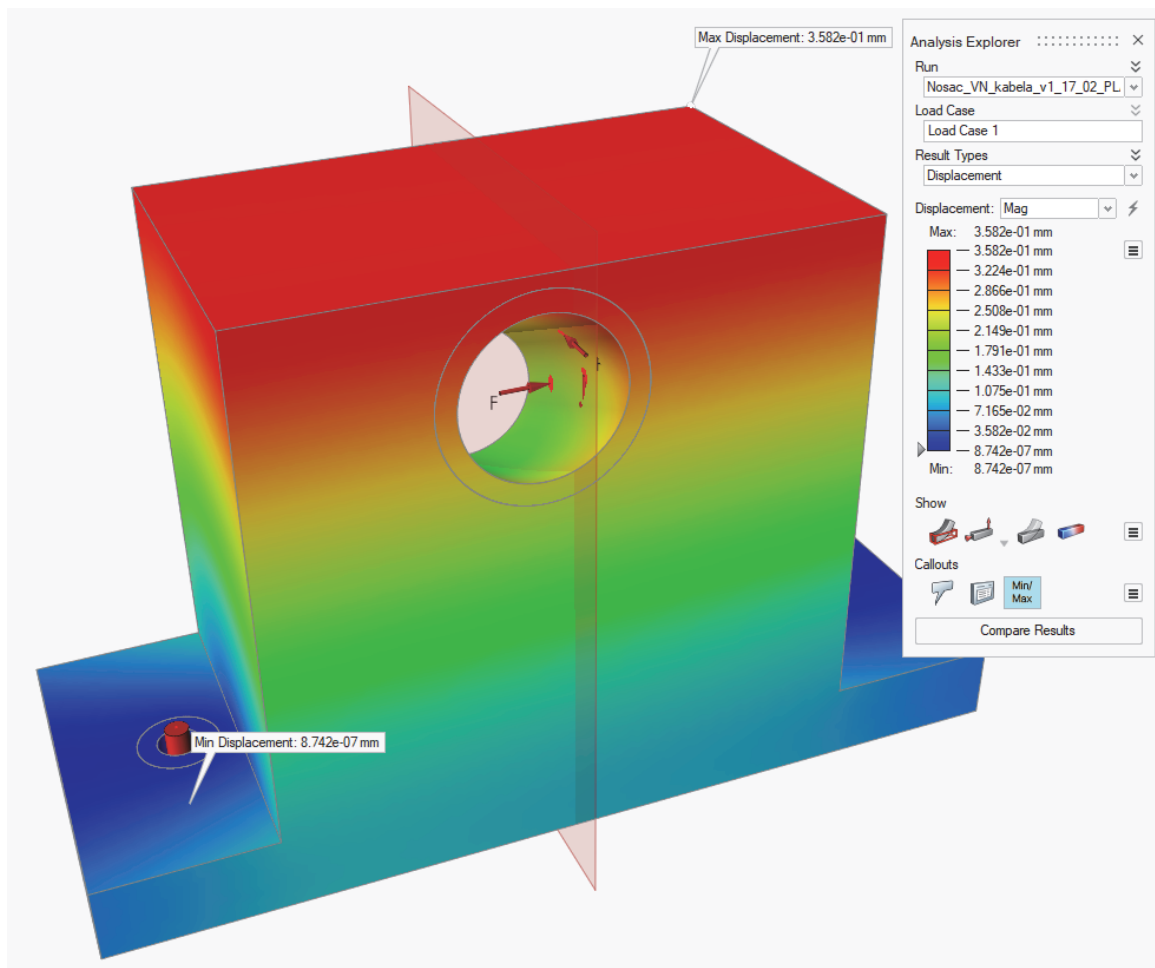 Max Displacement: 3.582e-01 mm
F
Min Displacement: 8.742e-07 mm
Analysis Explorer
Run
Nosac_VN_kabela_v1_17_02_PL.
Load Case
Load Case 1
Result Types
Displacement
Displacement: Mag
Max: 3.582e-01 mm
3.582e-01 mm
3.224e-01 mm
2.866e-01 mm
2.508e-01 mm
2.149e-01 mm
1.791e-01 mm
1.433e-01 mm
1.075e-01 mm
7.165e-02 mm
3.582e-02 mm
8.742e-07 mm
Min: 8.742e-07 mm
Show
Callouts
Min/
Max
Compare Results